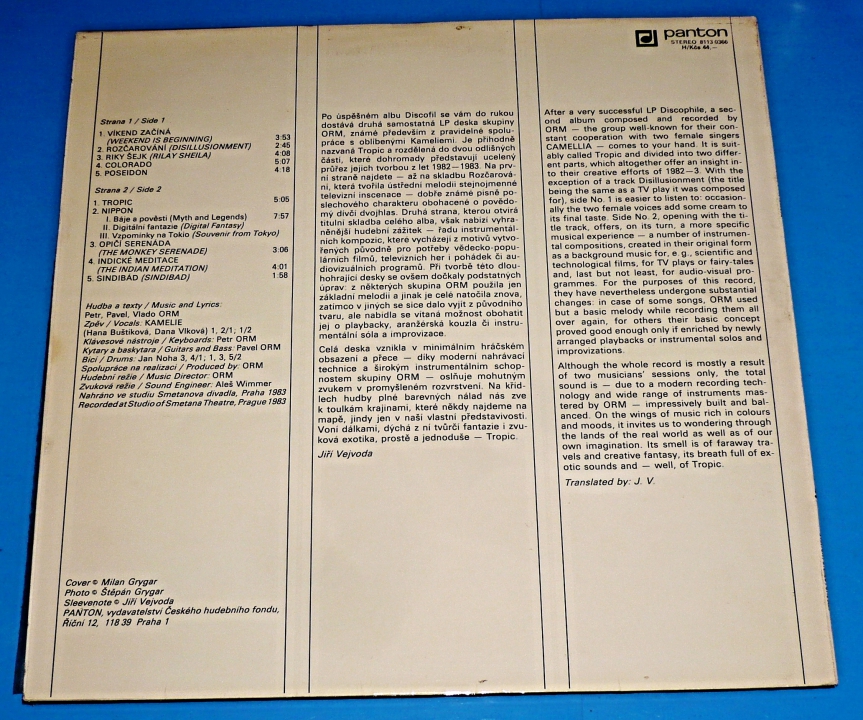 panton
STEREO 8113 0366
H/Kčs 44,—
Strana 1 / Side 1
1. VÍKEND ZAČÍNÁ
(WEEKEND IS BEGINNING) 3:53
2. ROZČAROVÁNÍ (DISILLUSIONMENT) 2:45
3. RIKY ŠEJK (RILAY SHEILA) 4:08
4. COLORADO 5:07
5. POSEIDON 4:18
Strana 2 / Side 2
1. TROPIC 5:05
2. NIPPON 7:57
I. Báje a pověsti (Myth and Legends)
II. Digitální fantazie (Digital Fantasy)
III. Vzpomínky na Tokio (Souvenir from Tokyo)
3. OPIČÍ SERENÁDA
(THE MONKEY SERENADE) 3:06
4. INDICKÉ MEDITACE
(THE INDIAN MEDITATION) 4:01
5. SINDIBÁD (SINDIBAD) 1:58
Hudba a texty / Music and Lyrics:
Petr, Pavel, Vlado ORM
Zpěv / Vocals: KAMELIE
(Hana Buštíková, Dana Vlková) 1, 2/1; 1/2
Klávesové nástroje / Keyboards: Petr ORM
Kytary a baskytara / Guitars and Bass: Pavel ORM
Bicí / Drums: Jan Noha 3, 4/1; 1, 3, 5/2
Spolupráce na realizaci / Produced by: ORM
Hudební režie / Music Director: ORM
Zvuková režie / Sound Engineer: Aleš Wimmer
Nahráno ve studiu Smetanova divadla, Praha 1983
Recorded at Studio of Smetana Theatre, Prague 1983
Cover © Milan Grygar
Photo © Štěpán Grygar
Sleevenote © Jiří Vejvoda
PANTON, vydavatelství Českého hudebního fondu,
Říční 12, 118 39 Praha 1
Po úspěšném albu Discofil se vám do rukou
dostává druhá samostatná LP deska skupiny
ORM, známé především z pravidelné spolu-
práce s oblíbenými Kameliemi. Je příhodně
nazvaná Tropic a rozdělená do dvou odlišných
částí, které dohromady představují ucelený
průřez jejich tvorbou z let 1982—1983. Na prv-
ní straně najdete — až na skladbu Rozčarová-
ní, která tvořila ústřední melodii stejnojmenné
televizní inscenace — dobře známé písně po-
slechového charakteru obohacené o povědo-
mý dívčí dvojhlas. Druhá strana, kterou otvírá
titulní skladba celého alba, však nabízí vyhra-
něnější hudební zážitek — řadu instrumentál-
ních kompozic, které vycházejí z motivů vytvo-
řených původně pro potřeby vědecko-popu-
lárních filmů, televizních her i pohádek či au-
diovizuálních programů. Při tvorbě této dlou-
hohrající desky se ovšem dočkaly podstatných
úprav: z některých skupina ORM použila jen
základní melodii a jinak je celé natočila znova,
zatímco v jiných se sice dalo vyjít z původního
tvaru, ale nabídla se vítaná možnost obohatit
jej o playbacky, aranžérská kouzla či instru-
mentální sóla a improvizace.
Celá deska vznikla v minimálním hráčském
obsazení a přece — díky moderní nahrávací
technice a širokým instrumentálním schop-
nostem skupiny ORM — oslňuje mohutným
zvukem v promyšleném rozvrstvení. Na kříd-
lech hudby plné barevných nálad nás zve
k toulkám krajinami, které někdy najdeme na
mapě, jindy jen v naší vlastní představivosti.
Voní dálkami, dýchá z ní tvůrčí fantazie i zvu-
ková exotika, prostě a jednoduše — Tropic.
Jiří Vejvoda
After a very successful LP Discophile, a sec-
ond album composed and recorded by
ORM — the group well-known for their con-
stant cooperation with two female singers
CAMELLIA — comes to your hand. It is suit-
ably called Tropic and divided into two differ-
ent parts, which altogether offer an insight in-
to their creative efforts of 1982—3. With the
exception of a track Disillusionment (the title
being the same as a TV play it was composed
for), side No. 1 is easier to listen to: occasion-
ally the two female voices add some cream to
its final taste. Side No. 2, opening with the ti-
tle track, offers, on its turn, a more specific
musical experience — a number of instrumen-
tal compositions, created in their original form
as a background music for, e. g., scientific and
technological films, for TV plays or fairy-tales
and, last but not least, for audio-visual pro-
grammes. For the purposes of this record,
they have nevertheless undergone substantial
changes: in case of some songs, ORM used
but a basic melody while recording them all
over again, for others their basic concept
proved good enough only if enriched by newly
arranged playbacks or instrumental solos and
improvizations.
Although the whole record is mostly a result
of two musicians' sessions only, the total
sound is — due to a modern recording tech-
nology and wide range of instruments mas-
tered by ORM — impressively built and bal-
anced. On the wings of music rich in colours
and moods, it invites us to wondering through
the lands of the real world as well as of our
own imagination. Its smell is of faraway tra-
vels and creative fantasy, its breath full of ex-
otic sounds and — well, of Tropic.
Translated by: J. V.